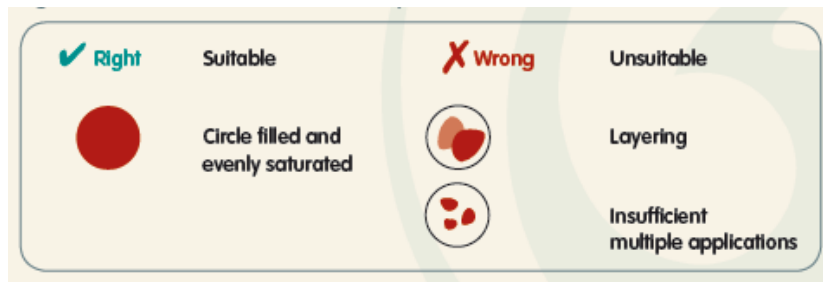 ✔ Right Suitable ✘ Wrong Unsuitable
Circle filled and
evenly saturated
Layering
Insufficient
multiple applications